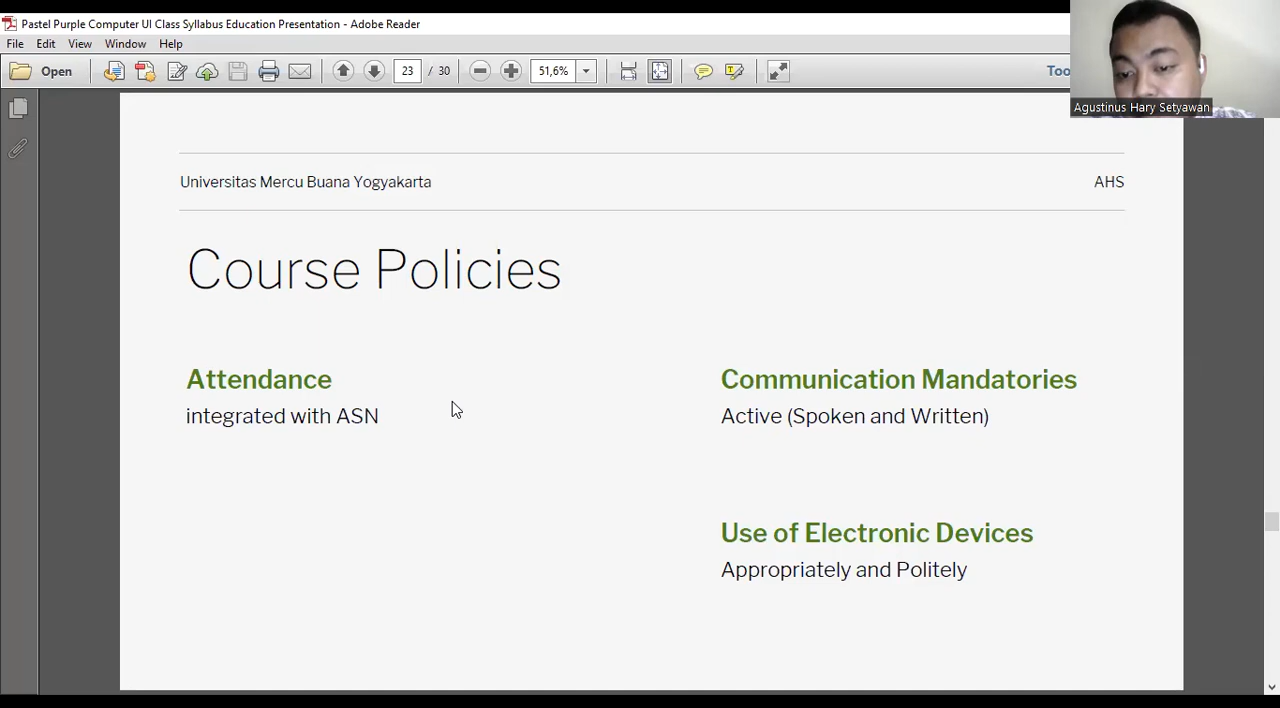 Pastel Purple Computer UI Class Syllabus Education Presentation - Adobe Reader
File Edit View Window Help
Open 23 / 30 51,6% Too
Agustinus Hary Setyawan
Universitas Mercu Buana Yogyakarta AHS
Course Policies
Attendance
integrated with ASN
Communication Mandatories
Active (Spoken and Written)
Use of Electronic Devices
Appropriately and Politely